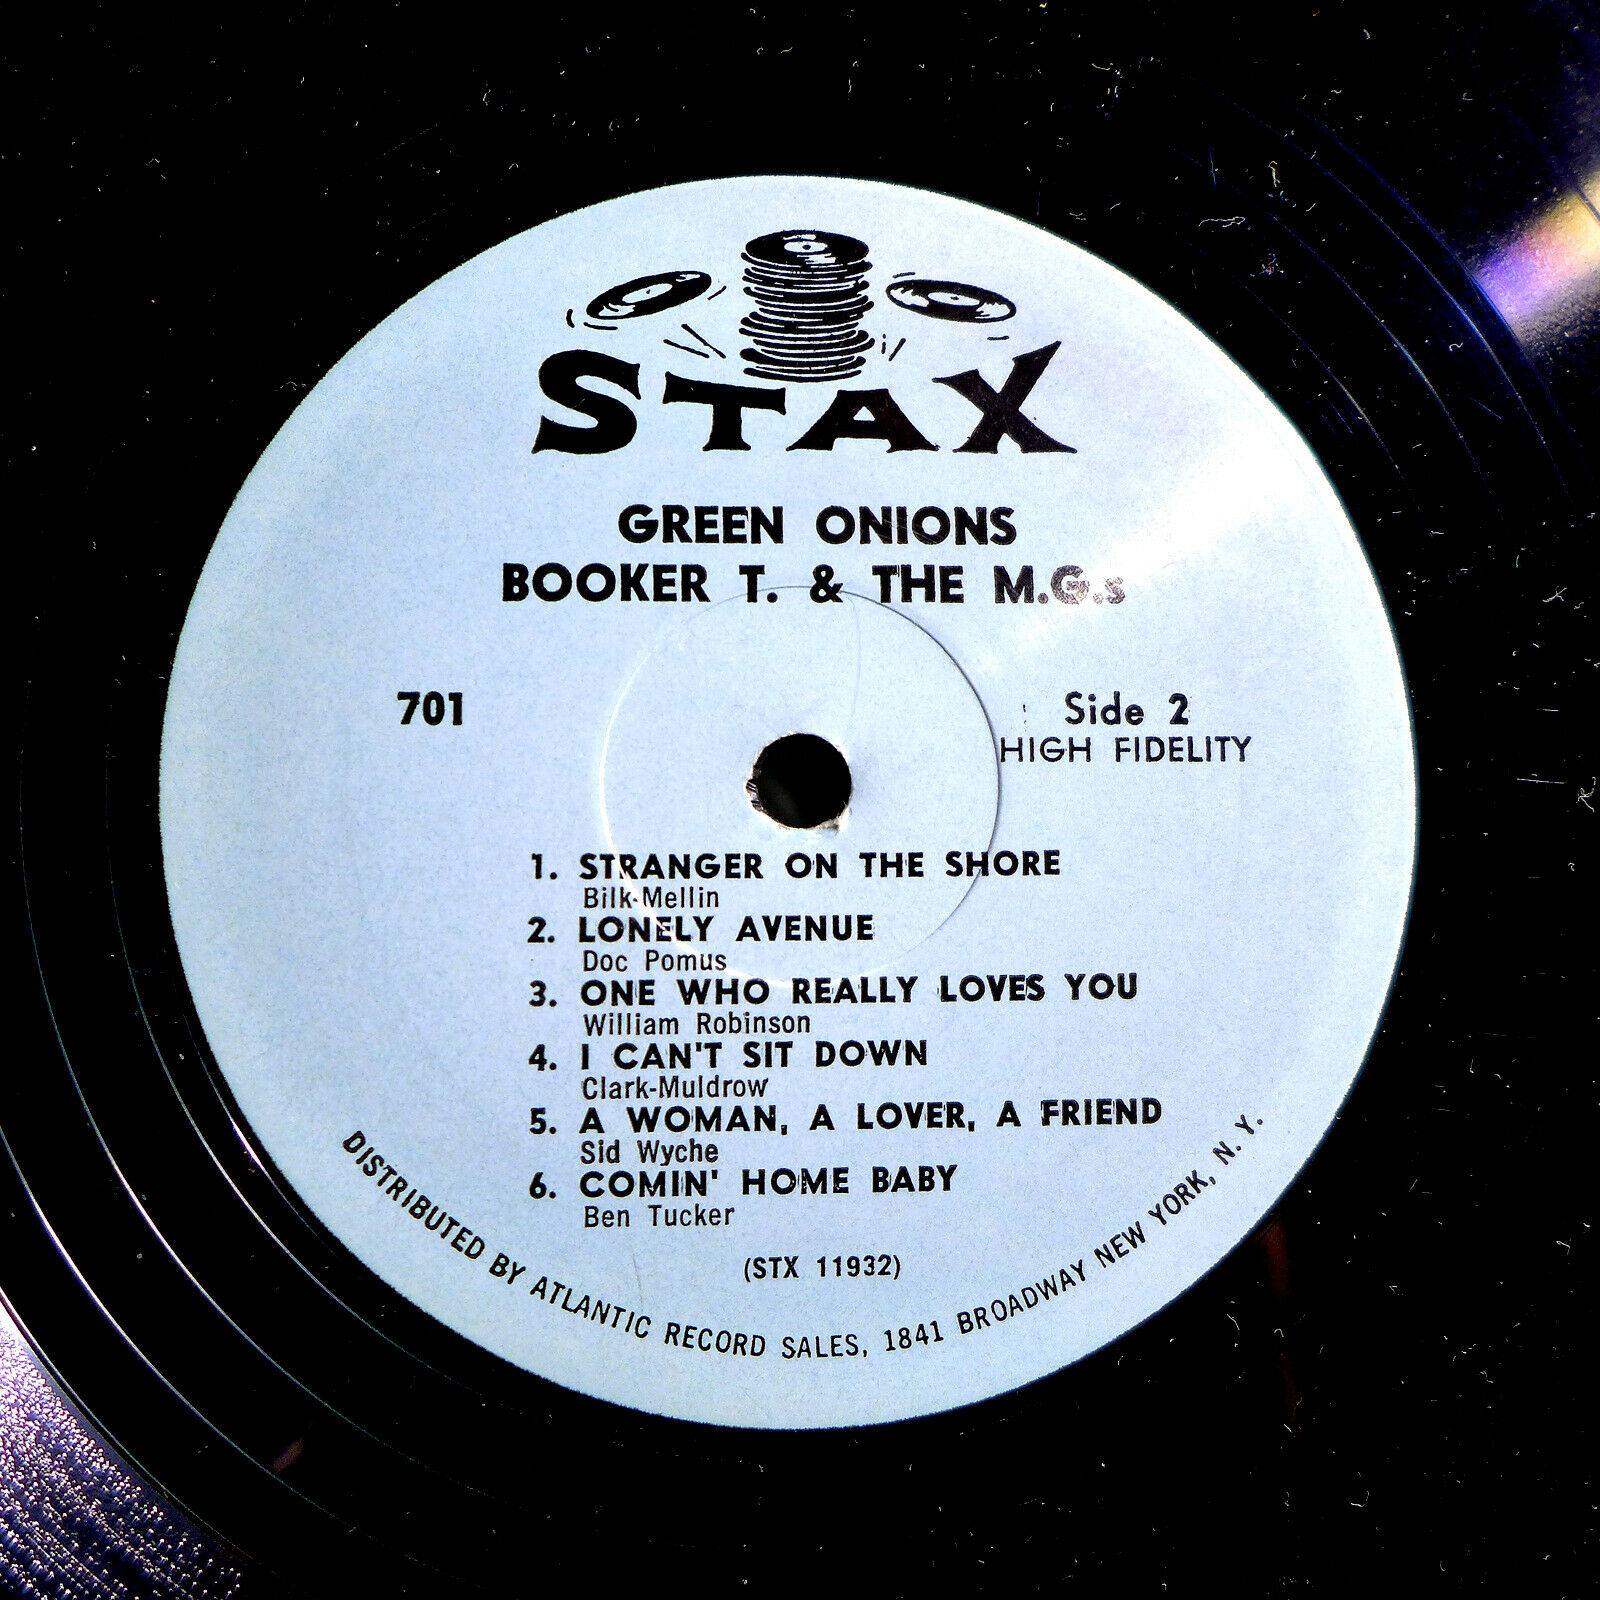 STAX
GREEN ONIONS
BOOKER T. & THE M.G.s
701
Side 2
HIGH FIDELITY
1. STRANGER ON THE SHORE
Bilk-Mellin
2. LONELY AVENUE
Doc Pomus
3. ONE WHO REALLY LOVES YOU
William Robinson
4. I CAN'T SIT DOWN
Clark-Muldrow
5. A WOMAN, A LOVER, A FRIEND
Sid Wyche
6. COMIN' HOME BABY
Ben Tucker
(STX 11932)
DISTRIBUTED BY ATLANTIC RECORD SALES, 1841 BROADWAY NEW YORK, N. Y.